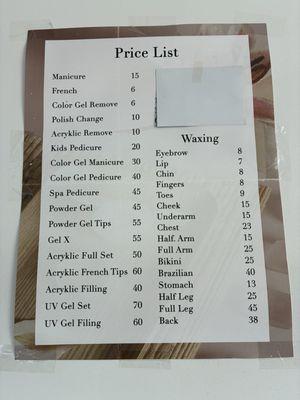 Price List
Manicure 15
French 6
Color Gel Remove 6
Polish Change 10
Acryklic Remove 10
Kids Pedicure 20
Color Gel Manicure 30
Color Gel Pedicure 40
Spa Pedicure 45
Powder Gel 45
Powder Gel Tips 55
Gel X 55
Acryklic Full Set 50
Acryklic French Tips 60
Acryklic Filling 40
UV Gel Set 70
UV Gel Filing 60
Waxing
Eyebrow 8
Lip 7
Chin 8
Fingers 8
Toes 9
Cheek 15
Underarm 15
Chest 23
Half. Arm 15
Full Arm 25
Bikini 25
Brazilian 40
Stomach 13
Half Leg 25
Full Leg 45
Back 38